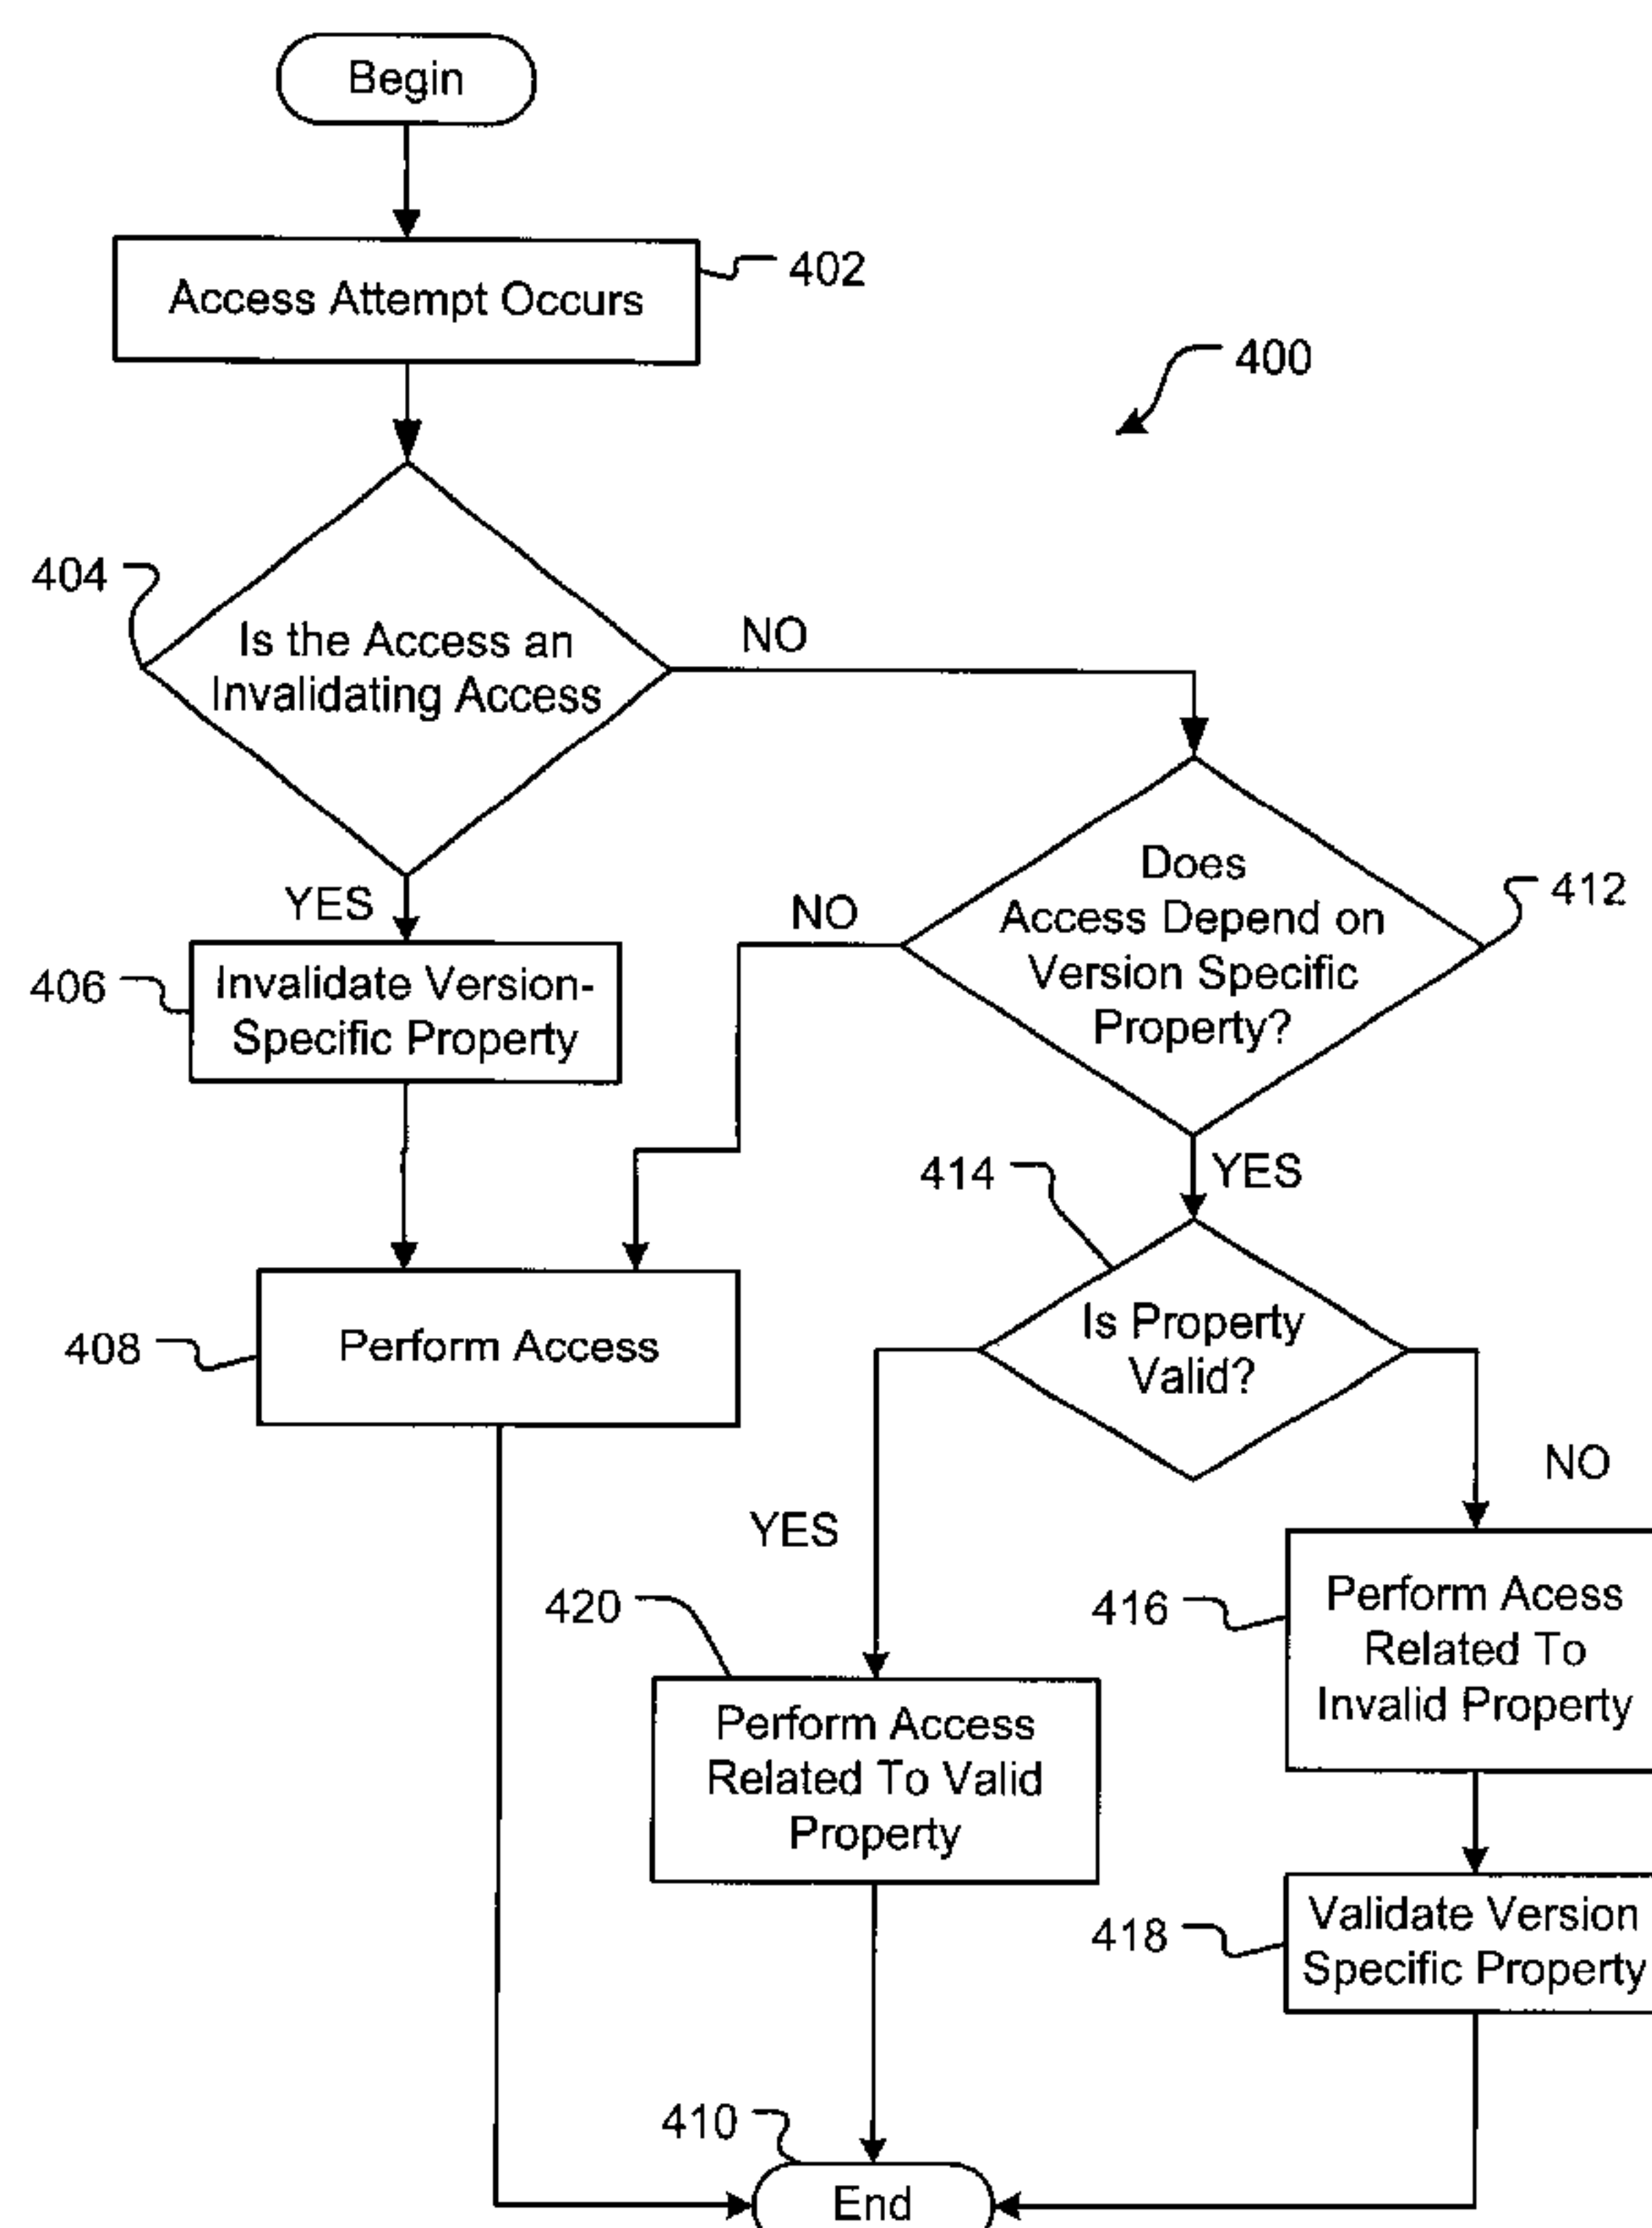 Begin
Access Attempt Occurs
402
400
404
Is the Access an
Invalidating Access
NO
YES
406
Invalidate Version-
Specific Property
NO
Does
Access Depend on
Version Specific
Property?
412
414
YES
408
Perform Access
Is Property
Valid?
YES
NO
420
Perform Access
Related To Valid
Property
416
Perform Acess
Related To
Invalid Property
418
Validate Version
Specific Property
410
End